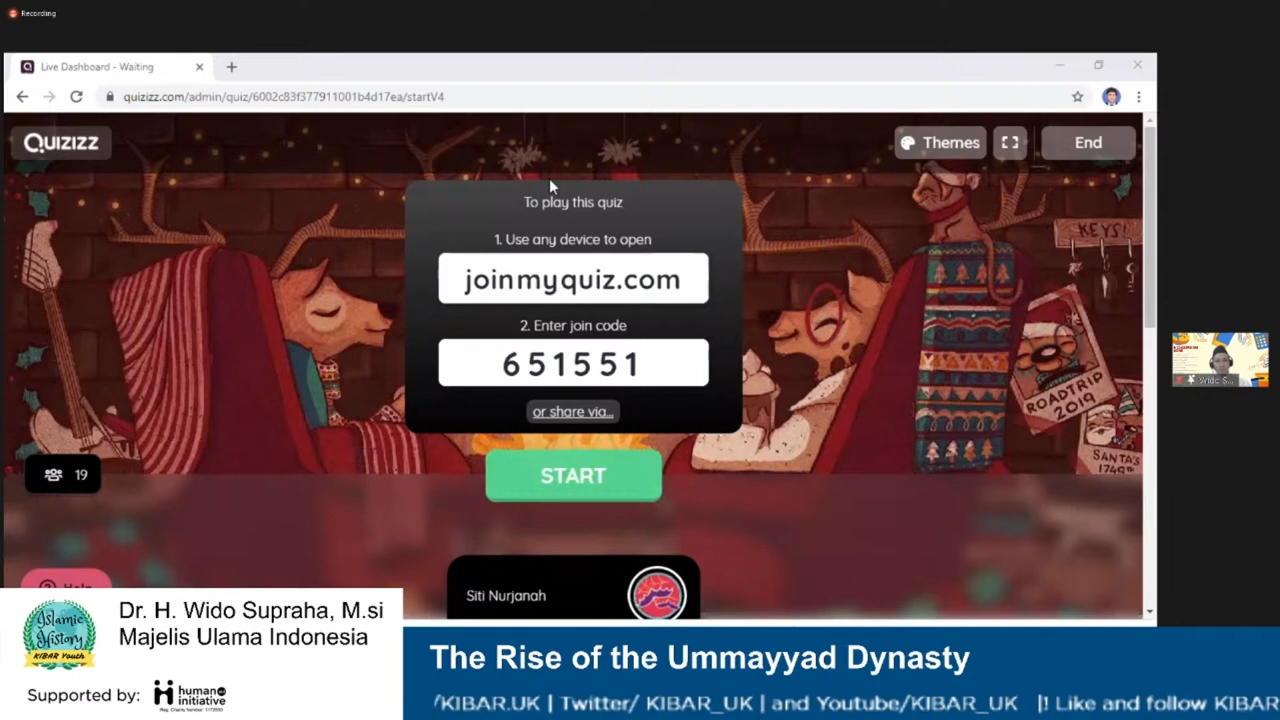 Recording
Live Dashboard - Waiting
quizizz.com/admin/quiz/6002c83f377911001b4d17ea/startV4
QUIZIZZ
Themes
End
To play this quiz
1. Use any device to open
joinmyquiz.com
2. Enter join code
651551
or share via...
START
19
KEYS!
ROADTRIP
2019
SANTA'S
Wido S...
Siti Nurjanah
Help
Islamic
History
KIBAR Youth
Dr. H. Wido Supraha, M.si
Majelis Ulama Indonesia
Supported by:
human
initiative
The Rise of the Ummayyad Dynasty
/KIBAR.UK | Twitter/ KIBAR_UK | and Youtube/KIBAR_UK |! Like and follow KIBAR